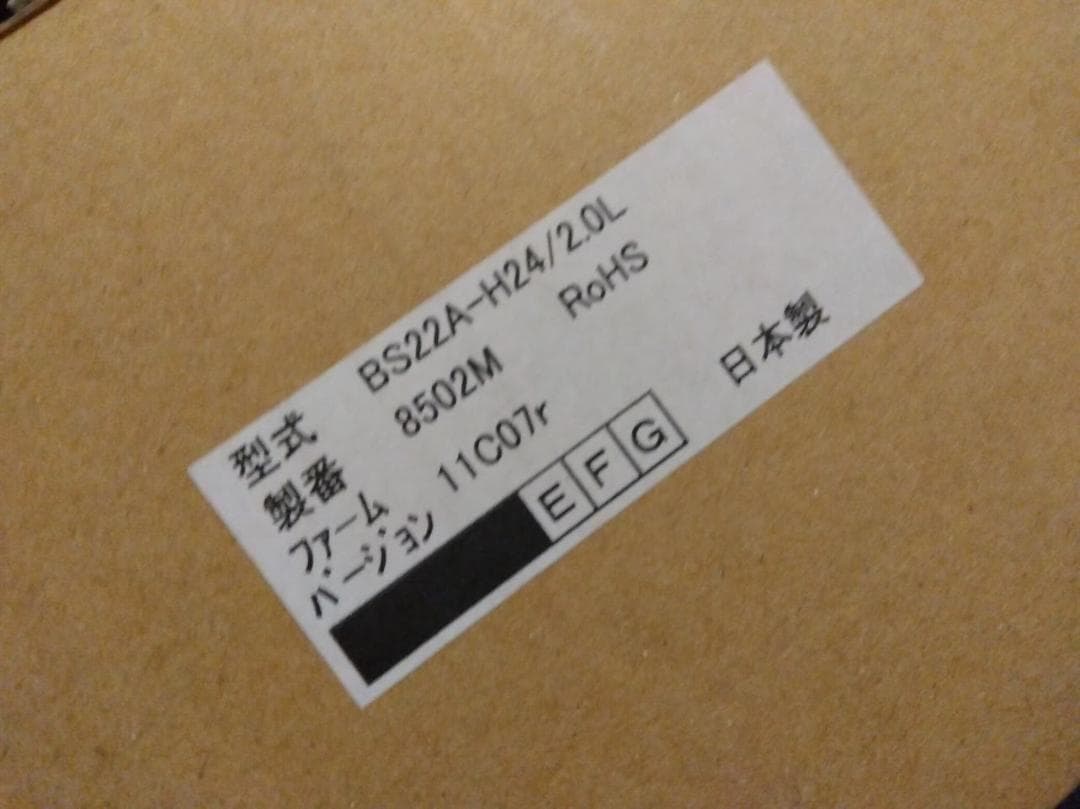 型式 BS22A-H24/2.0L
製番 8502M RoHS
ファーム 11C07r
バージョン
E F G 日本製